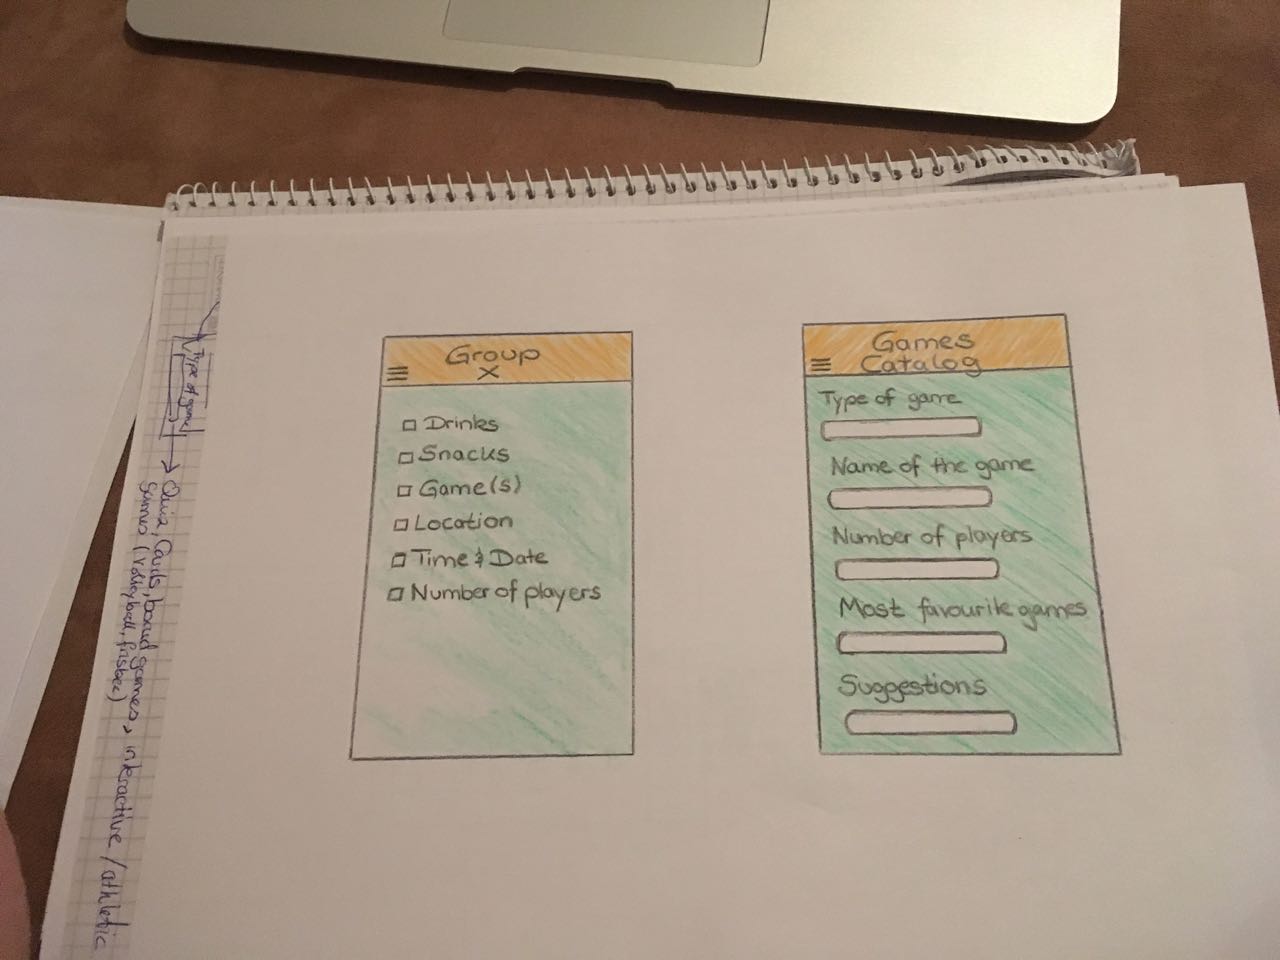 Type of game
Quiz, Cards, board games, interactive / athletic
games (volleyball, frisbee)
Group
X
Drinks
Snacks
Game(s)
Location
Time & Date
Number of players
Games
Catalog
Type of game
Name of the game
Number of players
Most favourite games
Suggestions